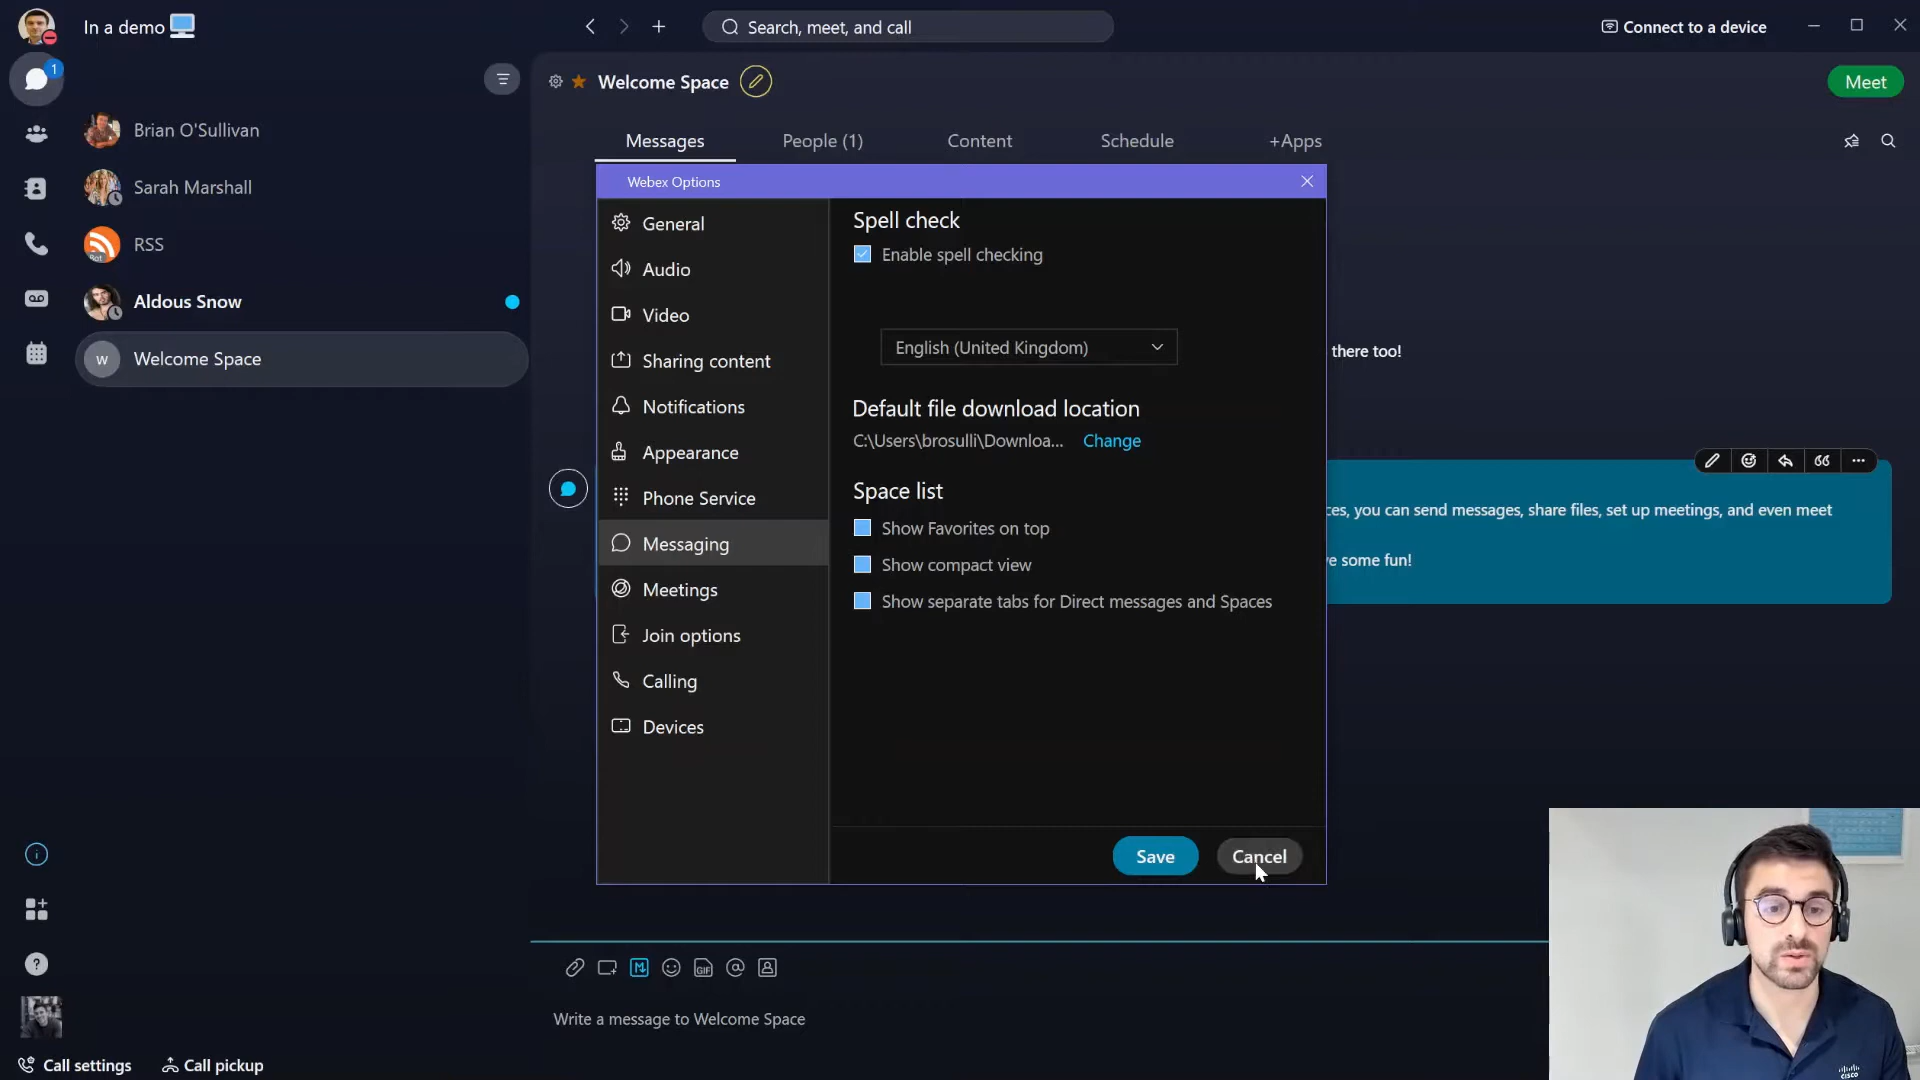 In a demo
Search, meet, and call
Connect to a device
1
Brian O'Sullivan
Sarah Marshall
Bot
RSS
Aldous Snow
W
Welcome Space
Welcome Space
Meet
Messages
People (1)
Content
Schedule
+Apps
Webex Options
General
Audio
Video
Sharing content
Notifications
Appearance
Phone Service
Messaging
Meetings
Join options
Calling
Devices
Spell check
Enable spell checking
English (United Kingdom)
Default file download location
C:\Users\brosulli\Downloa... Change
Space list
Show Favorites on top
Show compact view
Show separate tabs for Direct messages and Spaces
Save
Cancel
there too!
ces, you can send messages, share files, set up meetings, and even meet
e some fun!
GIF
Write a message to Welcome Space
Call settings
Call pickup
CISCO